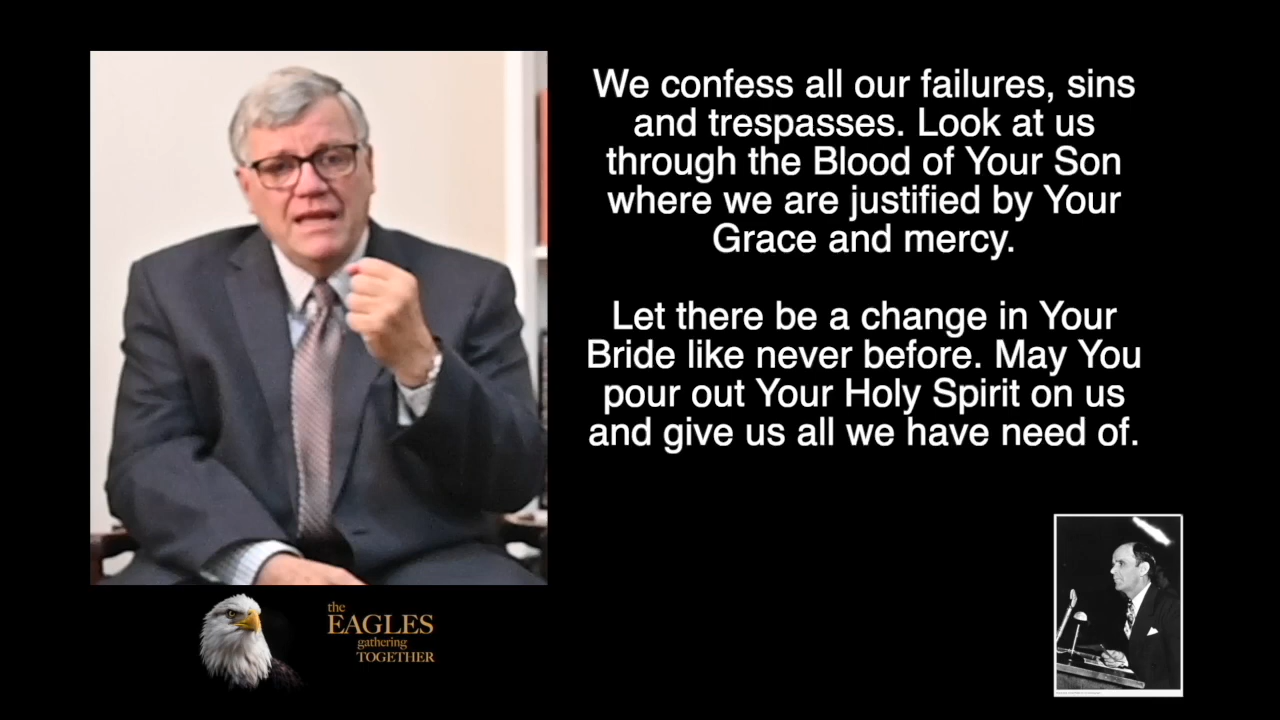 We confess all our failures, sins
and trespasses. Look at us
through the Blood of Your Son
where we are justified by Your
Grace and mercy.
Let there be a change in Your
Bride like never before. May You
pour out Your Holy Spirit on us
and give us all we have need of.
the
EAGLES
gathering
TOGETHER